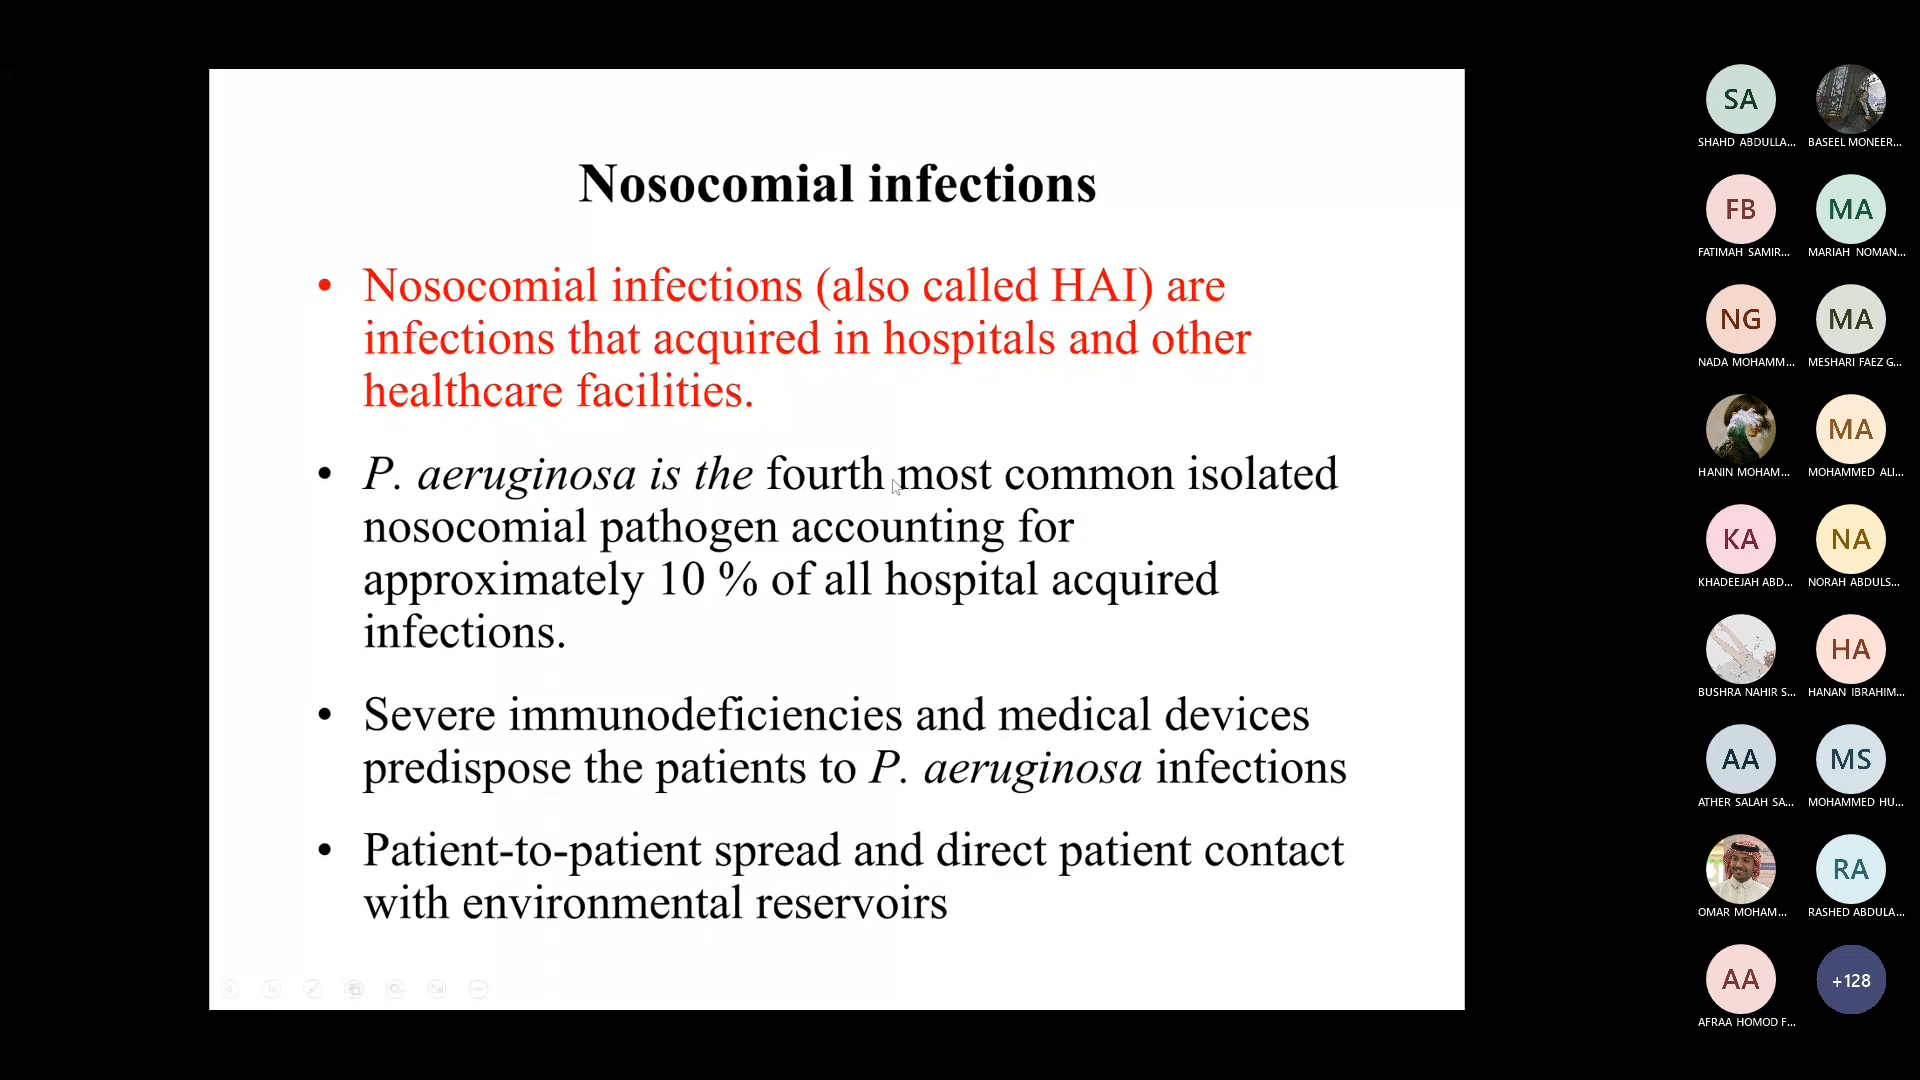 Nosocomial infections
• Nosocomial infections (also called HAI) are
infections that acquired in hospitals and other
healthcare facilities.
• P. aeruginosa is the fourth most common isolated
nosocomial pathogen accounting for
approximately 10 % of all hospital acquired
infections.
• Severe immunodeficiencies and medical devices
predispose the patients to P. aeruginosa infections
• Patient-to-patient spread and direct patient contact
with environmental reservoirs
SA
SHAHD ABDULLA...
BASEEL MONEER...
FB
FATIMAH SAMIR...
MA
MARIAH NOMAN...
NG
NADA MOHAMM...
MA
MESHARI FAEZ G...
HANIN MOHAM...
MA
MOHAMMED ALI...
KA
KHADEEJAH ABD...
NA
NORAH ABDULS...
BUSHRA NAHIR S...
HA
HANAN IBRAHIM...
AA
ATHER SALAH SA...
MS
MOHAMMED HU...
OMAR MOHAM...
RA
RASHED ABDULA...
AA
AFRAA HOMOD F...
+128